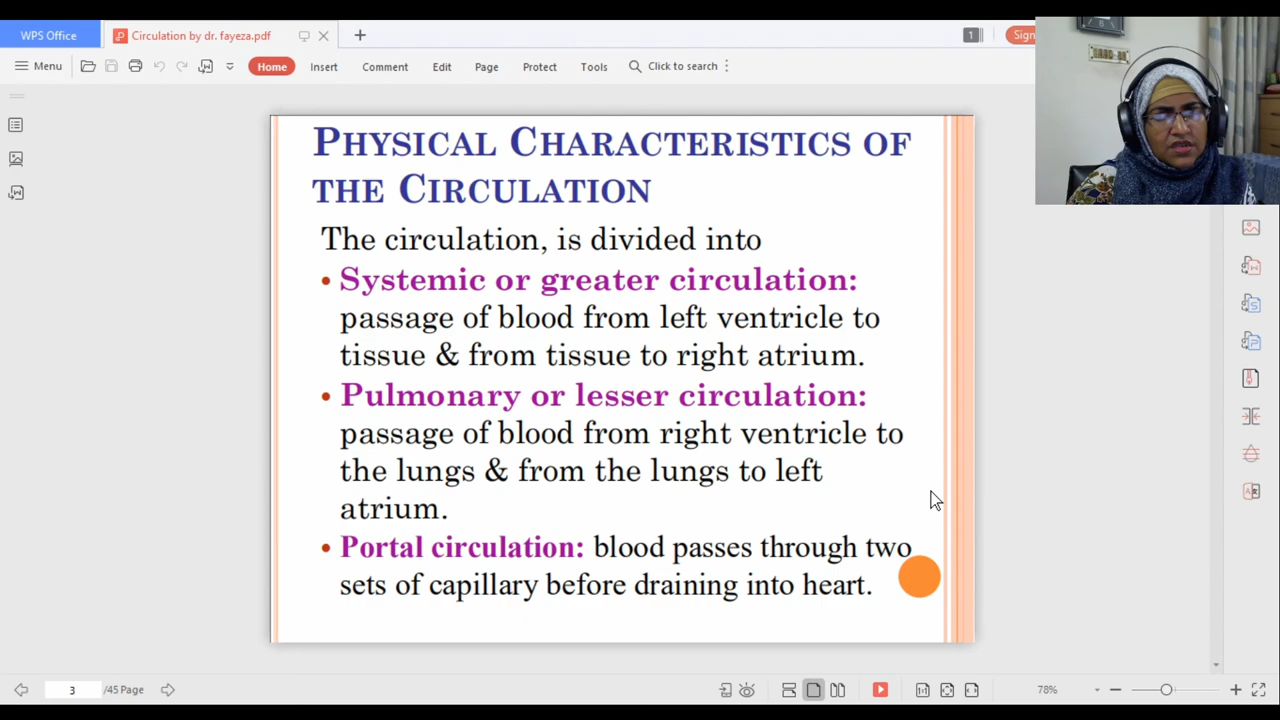 WPS Office
Circulation by dr. fayeza.pdf
1
Sign
Menu
Home
Insert
Comment
Edit
Page
Protect
Tools
Click to search
PHYSICAL CHARACTERISTICS OF
THE CIRCULATION
The circulation, is divided into
• Systemic or greater circulation:
passage of blood from left ventricle to
tissue & from tissue to right atrium.
• Pulmonary or lesser circulation:
passage of blood from right ventricle to
the lungs & from the lungs to left
atrium.
• Portal circulation: blood passes through two
sets of capillary before draining into heart.
3
/45 Page
78%